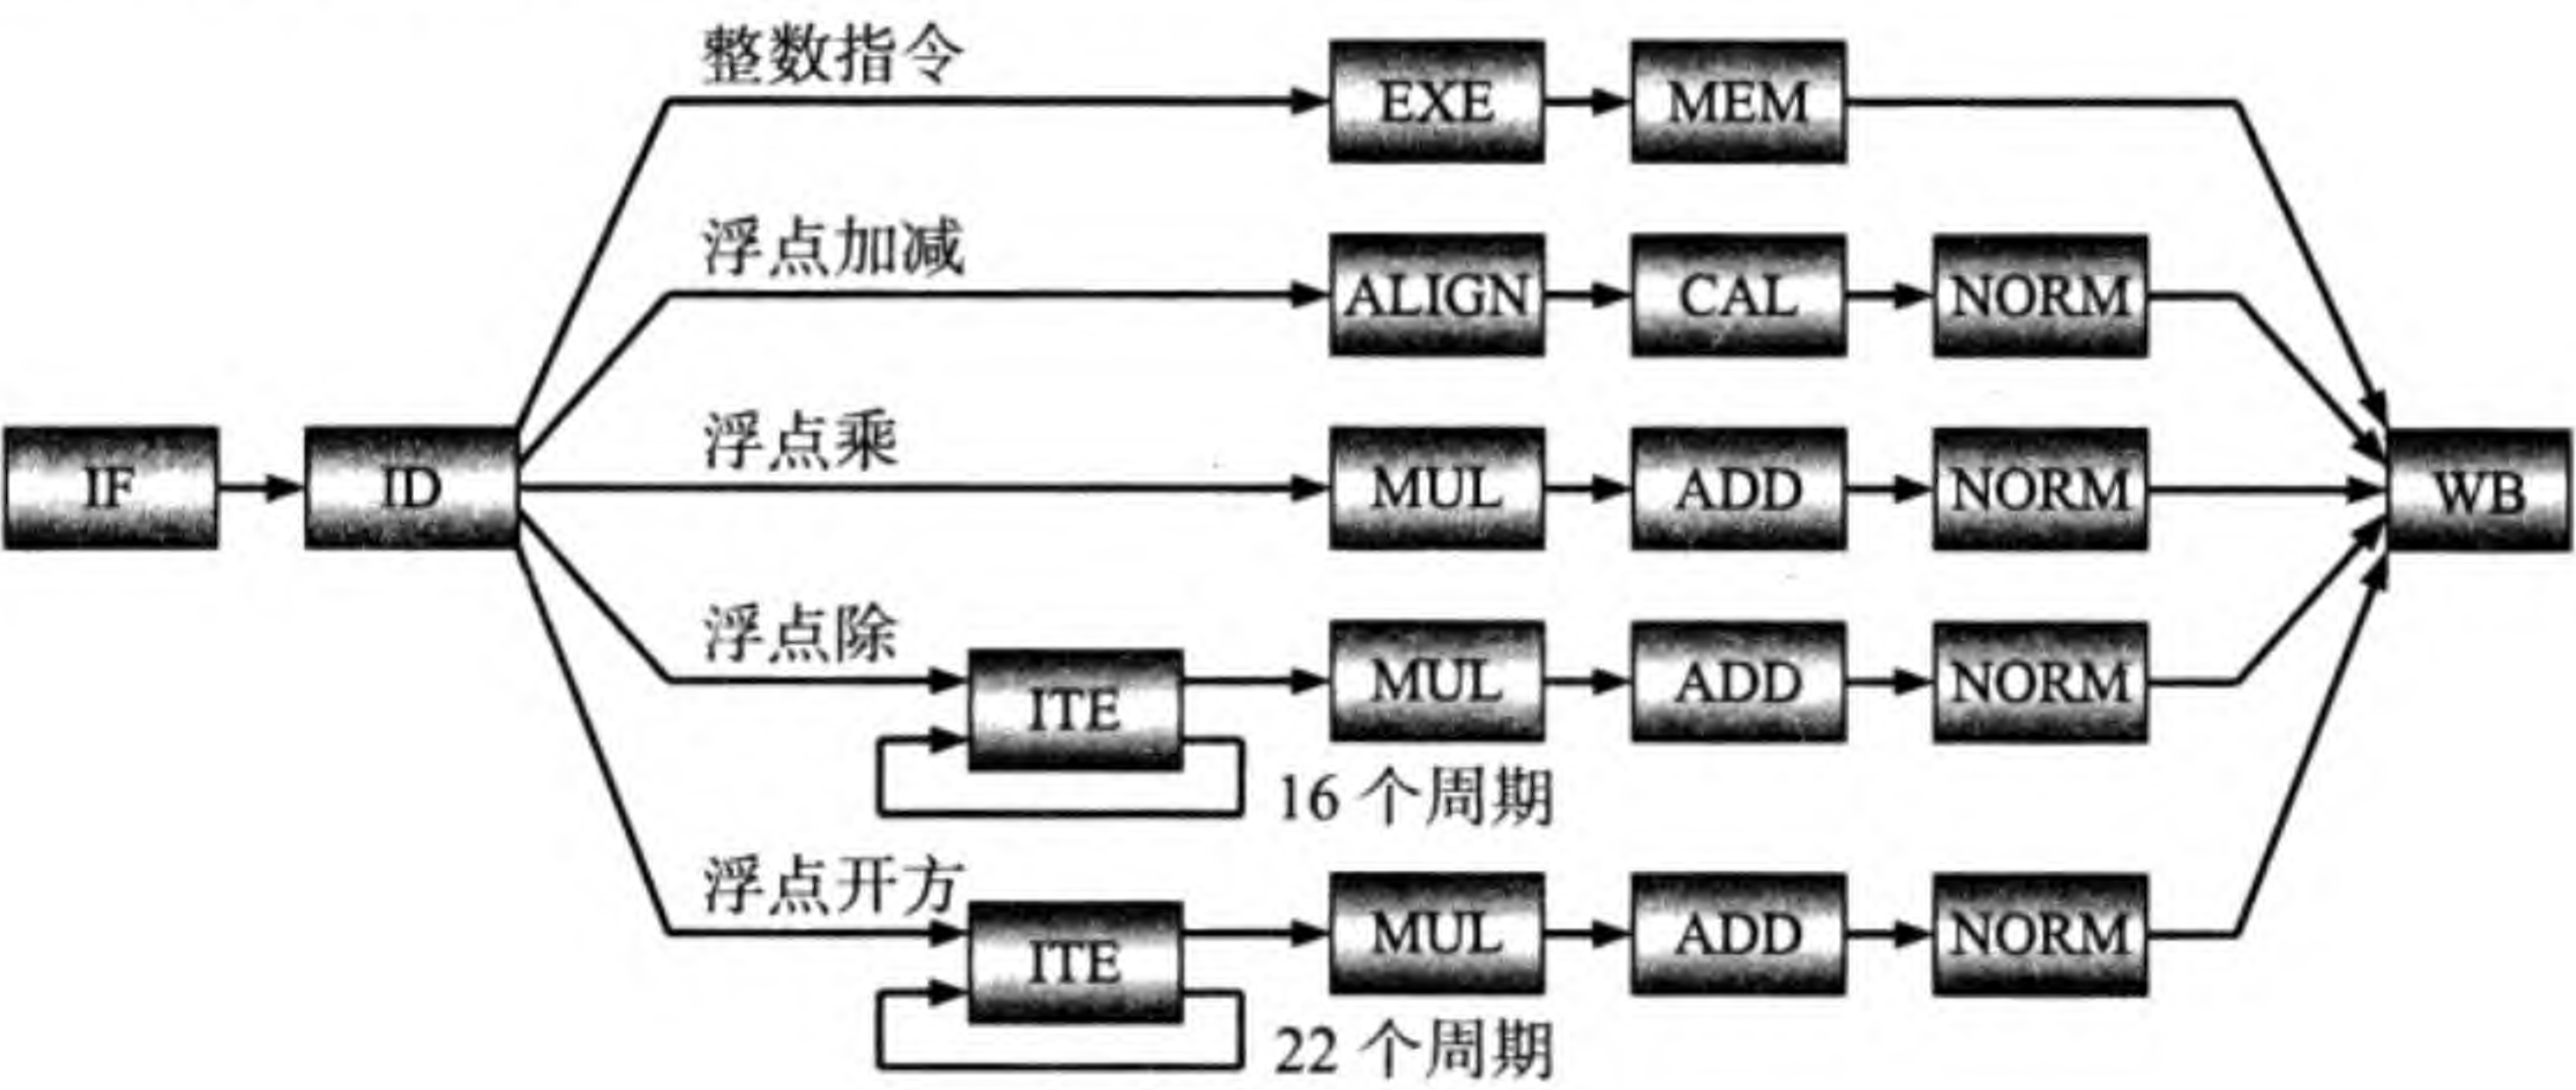 整数指令
EXE
MEM
浮点加减
ALIGN
CAL
NORM
IF
ID
浮点乘
MUL
ADD
NORM
WB
浮点除
ITE
MUL
ADD
NORM
16 个周期
浮点开方
ITE
MUL
ADD
NORM
22 个周期